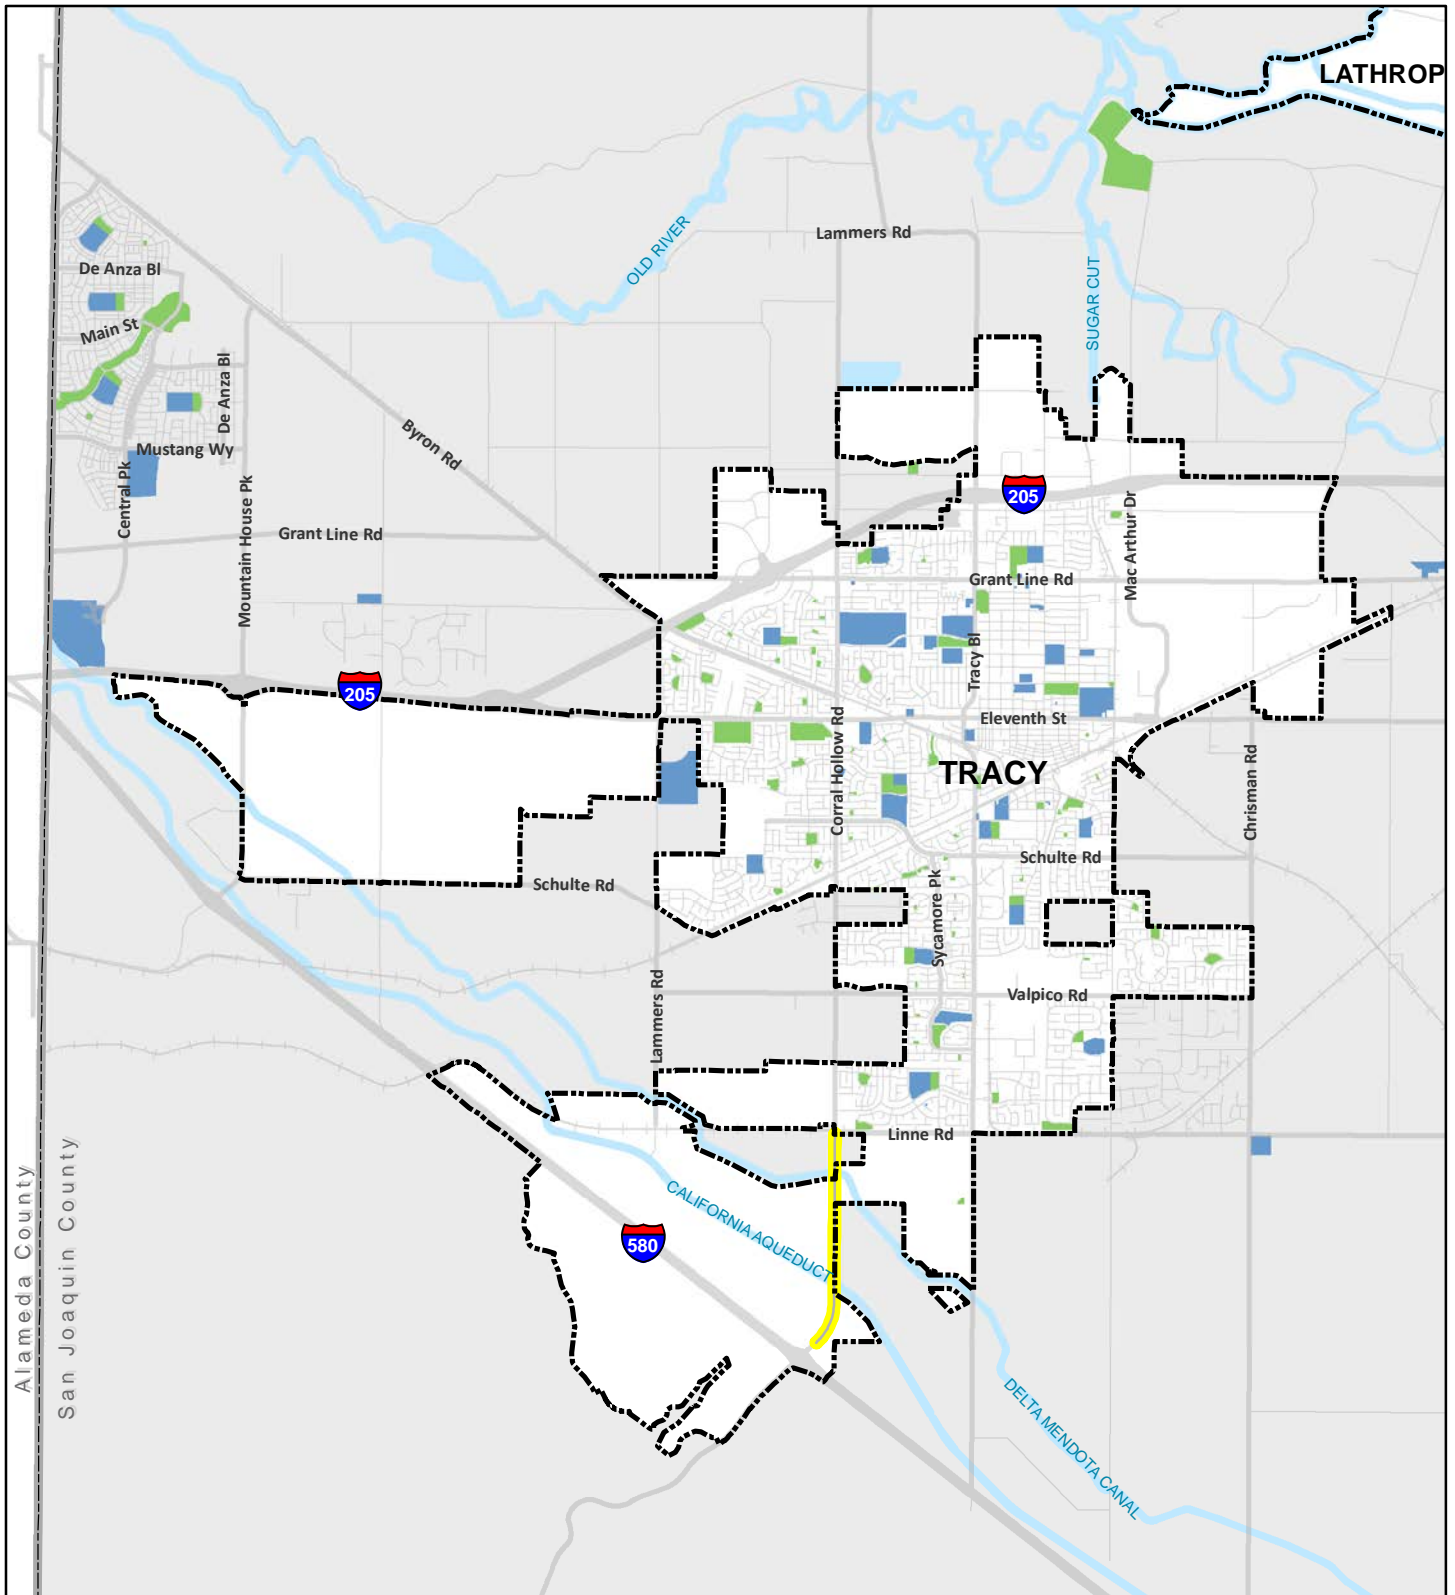 LATHROP
Lammers Rd
OLD RIVER
SUGAR CUT
De Anza Bl
Main St
De Anza Bl
Mustang Wy
Central Pk
Mountain House Pk
Byron Rd
Grant Line Rd
205
Mac Arthur Dr
Grant Line Rd
Tracy Bl
205
Eleventh St
Corral Hollow Rd
TRACY
Chrisman Rd
Schulte Rd
Schulte Rd
Sycamore Pk
Lammers Rd
Valpico Rd
Linne Rd
CALIFORNIA AQUEDUCT
580
DELTA MENDOTA CANAL
Alameda County
San Joaquin County